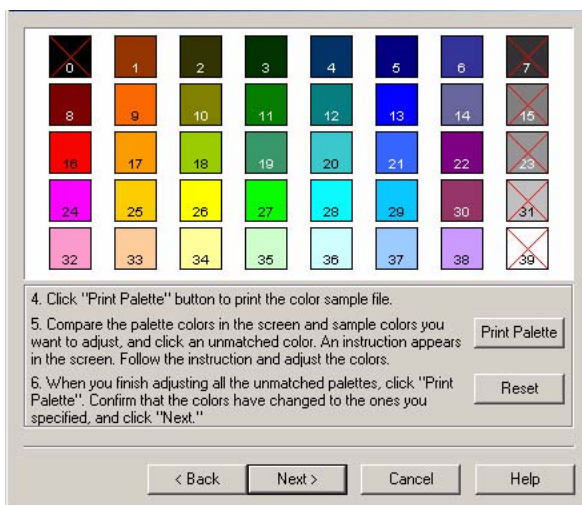 0 1 2 3 4 5 6 7
8 9 10 11 12 13 14 15
16 17 18 19 20 21 22 23
24 25 26 27 28 29 30 31
32 33 34 35 36 37 38 39
4. Click "Print Palette" button to print the color sample file.
5. Compare the palette colors in the screen and sample colors you
want to adjust, and click an unmatched color. An instruction appears
in the screen. Follow the instruction and adjust the colors.
Print Palette
6. When you finish adjusting all the unmatched palettes, click "Print
Palette". Confirm that the colors have changed to the ones you
specified, and click "Next."
Reset
< Back Next > Cancel Help